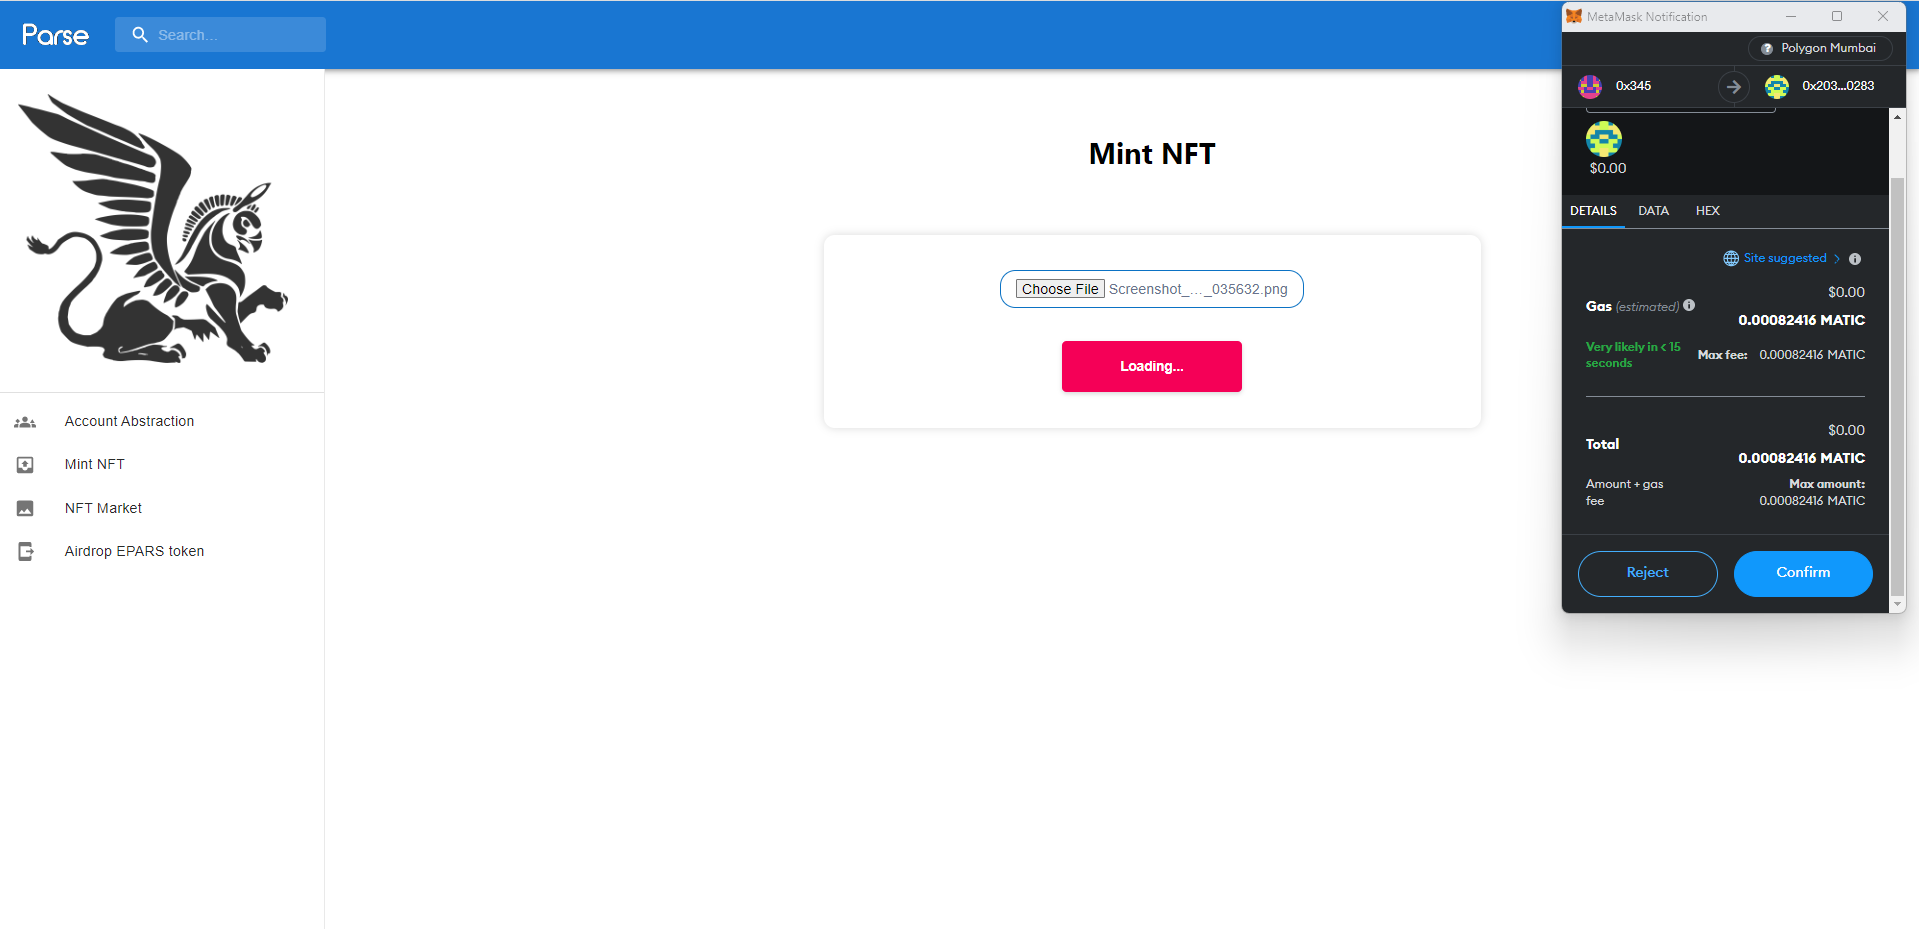 Parse
Search...
Account Abstraction
Mint NFT
NFT Market
Airdrop EPARS token
Mint NFT
Choose File Screenshot_..._035632.png
Loading...
MetaMask Notification
Polygon Mumbai
0x345
0x203...0283
$0.00
DETAILS DATA HEX
Site suggested
$0.00
Gas (estimated)
0.00082416 MATIC
Very likely in < 15
seconds
Max fee: 0.00082416 MATIC
$0.00
Total
0.00082416 MATIC
Amount + gas
fee
Max amount:
0.00082416 MATIC
Reject
Confirm